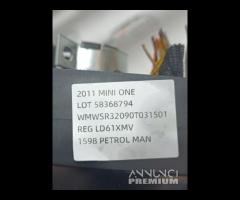 2011 MINI ONE
LOT 58368794
WMWSR32090T031501
REG LD61XMV
1598 PETROL MAN
ANNUNCI
PREMIUM